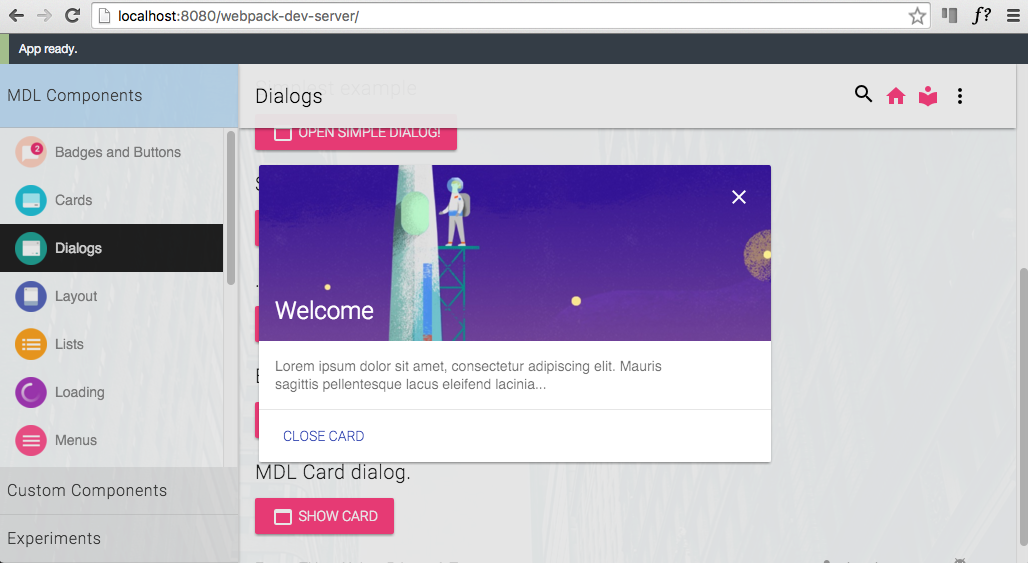 localhost:8080/webpack-dev-server/
f?
App ready.
MDL Components
Dialogs
2
Badges and Buttons
Cards
Dialogs
Layout
Lists
Loading
Menus
Custom Components
Experiments
example
OPEN SIMPLE DIALOG!
Welcome
Lorem ipsum dolor sit amet, consectetur adipiscing elit. Mauris
sagittis pellentesque lacus eleifend lacinia...
CLOSE CARD
MDL Card dialog.
SHOW CARD